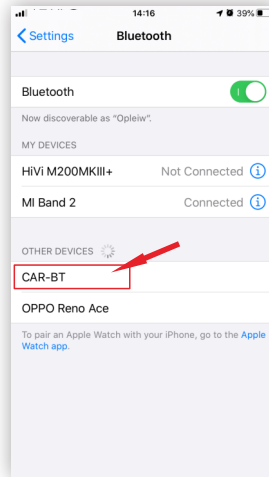 14:16
39%
Settings
Bluetooth
Bluetooth
Now discoverable as “Opleiw”.
MY DEVICES
HiVi M200MKIII+ Not Connected
MI Band 2 Connected
OTHER DEVICES
CAR-BT
OPPO Reno Ace
To pair an Apple Watch with your iPhone, go to the Apple
Watch app.